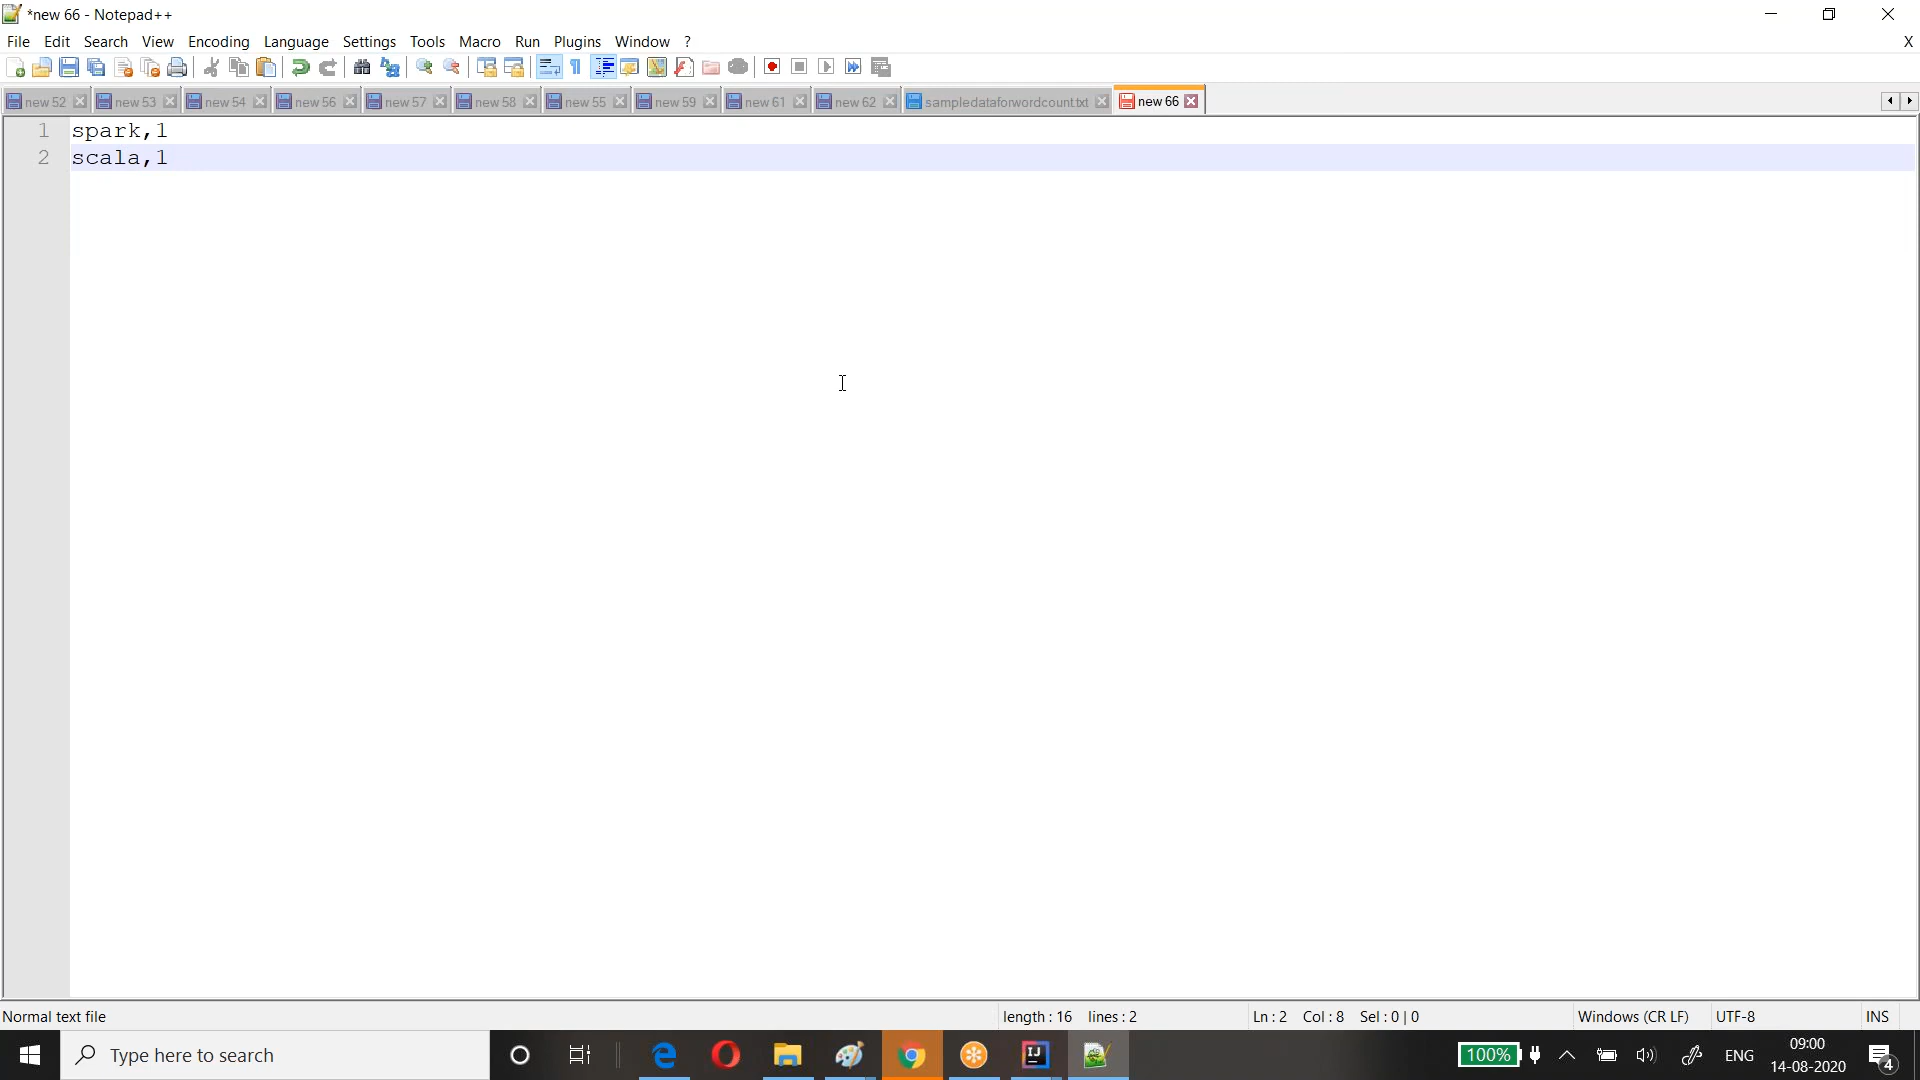 *new 66 - Notepad++
File Edit Search View Encoding Language Settings Tools Macro Run Plugins Window ? X
new 52 new 53 new 54 new 56 new 57 new 58 new 55 new 59 new 61 new 62 sampledataforwordcount.txt new 66
1 spark,1
2 scala,1
Normal text file length : 16 lines : 2 Ln : 2 Col : 8 Sel : 0 | 0 Windows (CR LF) UTF-8 INS
Type here to search 100% ENG 09:00
14-08-2020 4